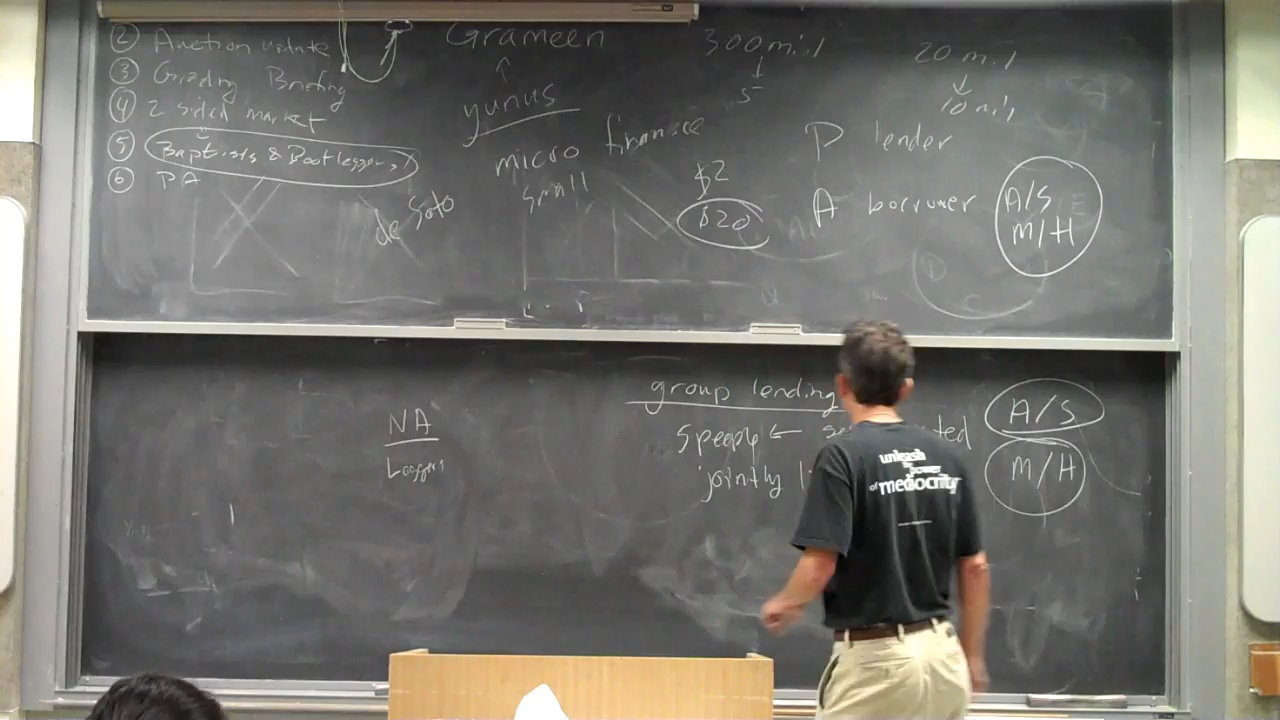 ② Auction update
③ Grading Briefing
④ 2 sided market
⑤ Baptists & Bootleggers
⑥ PA
de Soto
Grameen
yunus
micro finance
small
$2
$20
300 mil
↓
5
20 mil
↓
10 mil
P lender
A borrower
A/S
M/H
D
C
Q
NA
Loggers
group lending
5 people ←
jointly
A/S
M/H
unleash
the power
of mediocrity